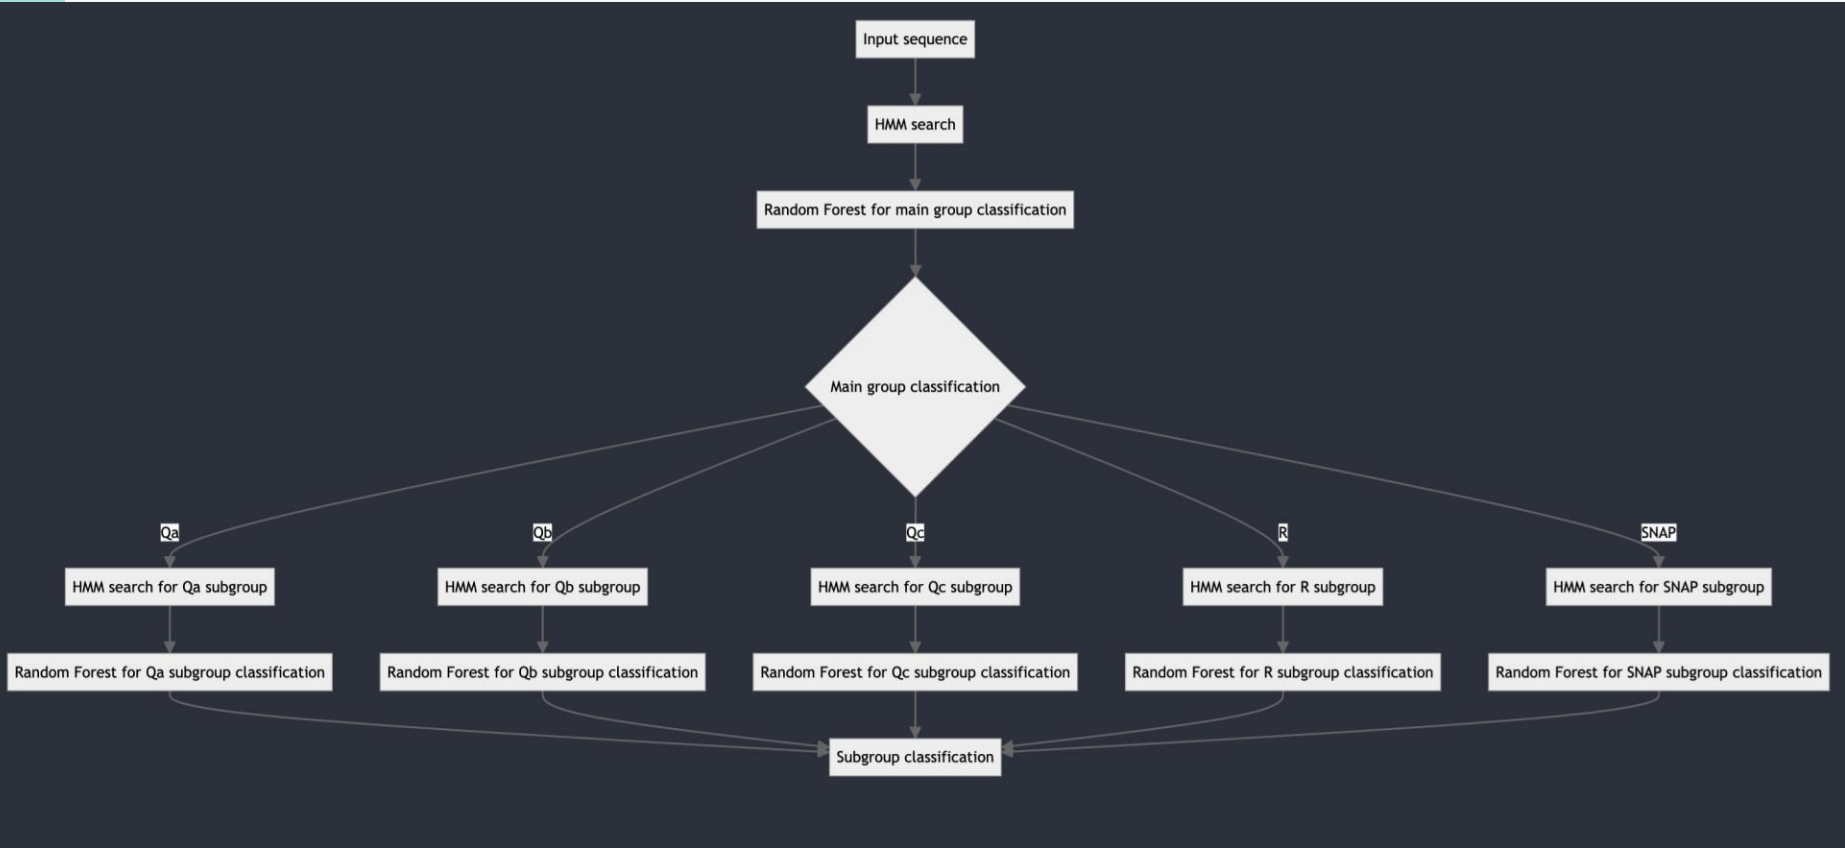 Input sequence
HMM search
Random Forest for main group classification
Main group classification
Qa
Qb
Qc
R
SNAP
HMM search for Qa subgroup
HMM search for Qb subgroup
HMM search for Qc subgroup
HMM search for R subgroup
HMM search for SNAP subgroup
Random Forest for Qa subgroup classification
Random Forest for Qb subgroup classification
Random Forest for Qc subgroup classification
Random Forest for R subgroup classification
Random Forest for SNAP subgroup classification
Subgroup classification